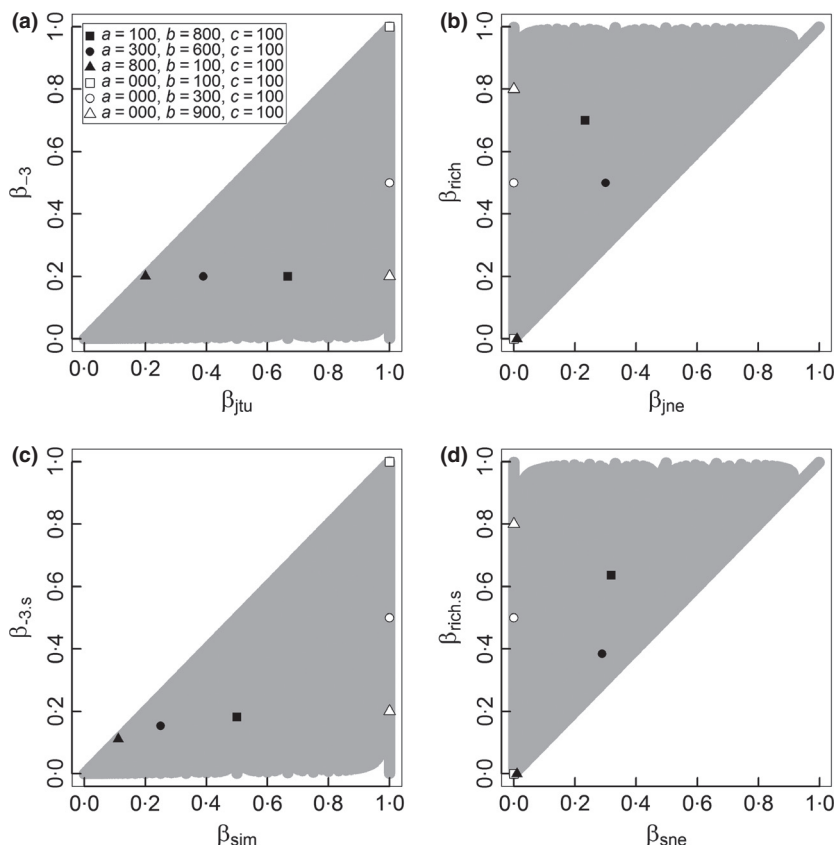 (a)
■ a = 100, b = 800, c = 100
● a = 300, b = 600, c = 100
▲ a = 800, b = 100, c = 100
□ a = 000, b = 100, c = 100
○ a = 000, b = 300, c = 100
△ a = 000, b = 900, c = 100
β₋₃
0·0 0·2 0·4 0·6 0·8 1·0
0·0 0·2 0·4 0·6 0·8 1·0
βjtu
(b)
βrich
0·0 0·2 0·4 0·6 0·8 1·0
0·0 0·2 0·4 0·6 0·8 1·0
βjne
(c)
β-3.s
0·0 0·2 0·4 0·6 0·8 1·0
0·0 0·2 0·4 0·6 0·8 1·0
βsim
(d)
βrich.s
0·0 0·2 0·4 0·6 0·8 1·0
0·0 0·2 0·4 0·6 0·8 1·0
βsne